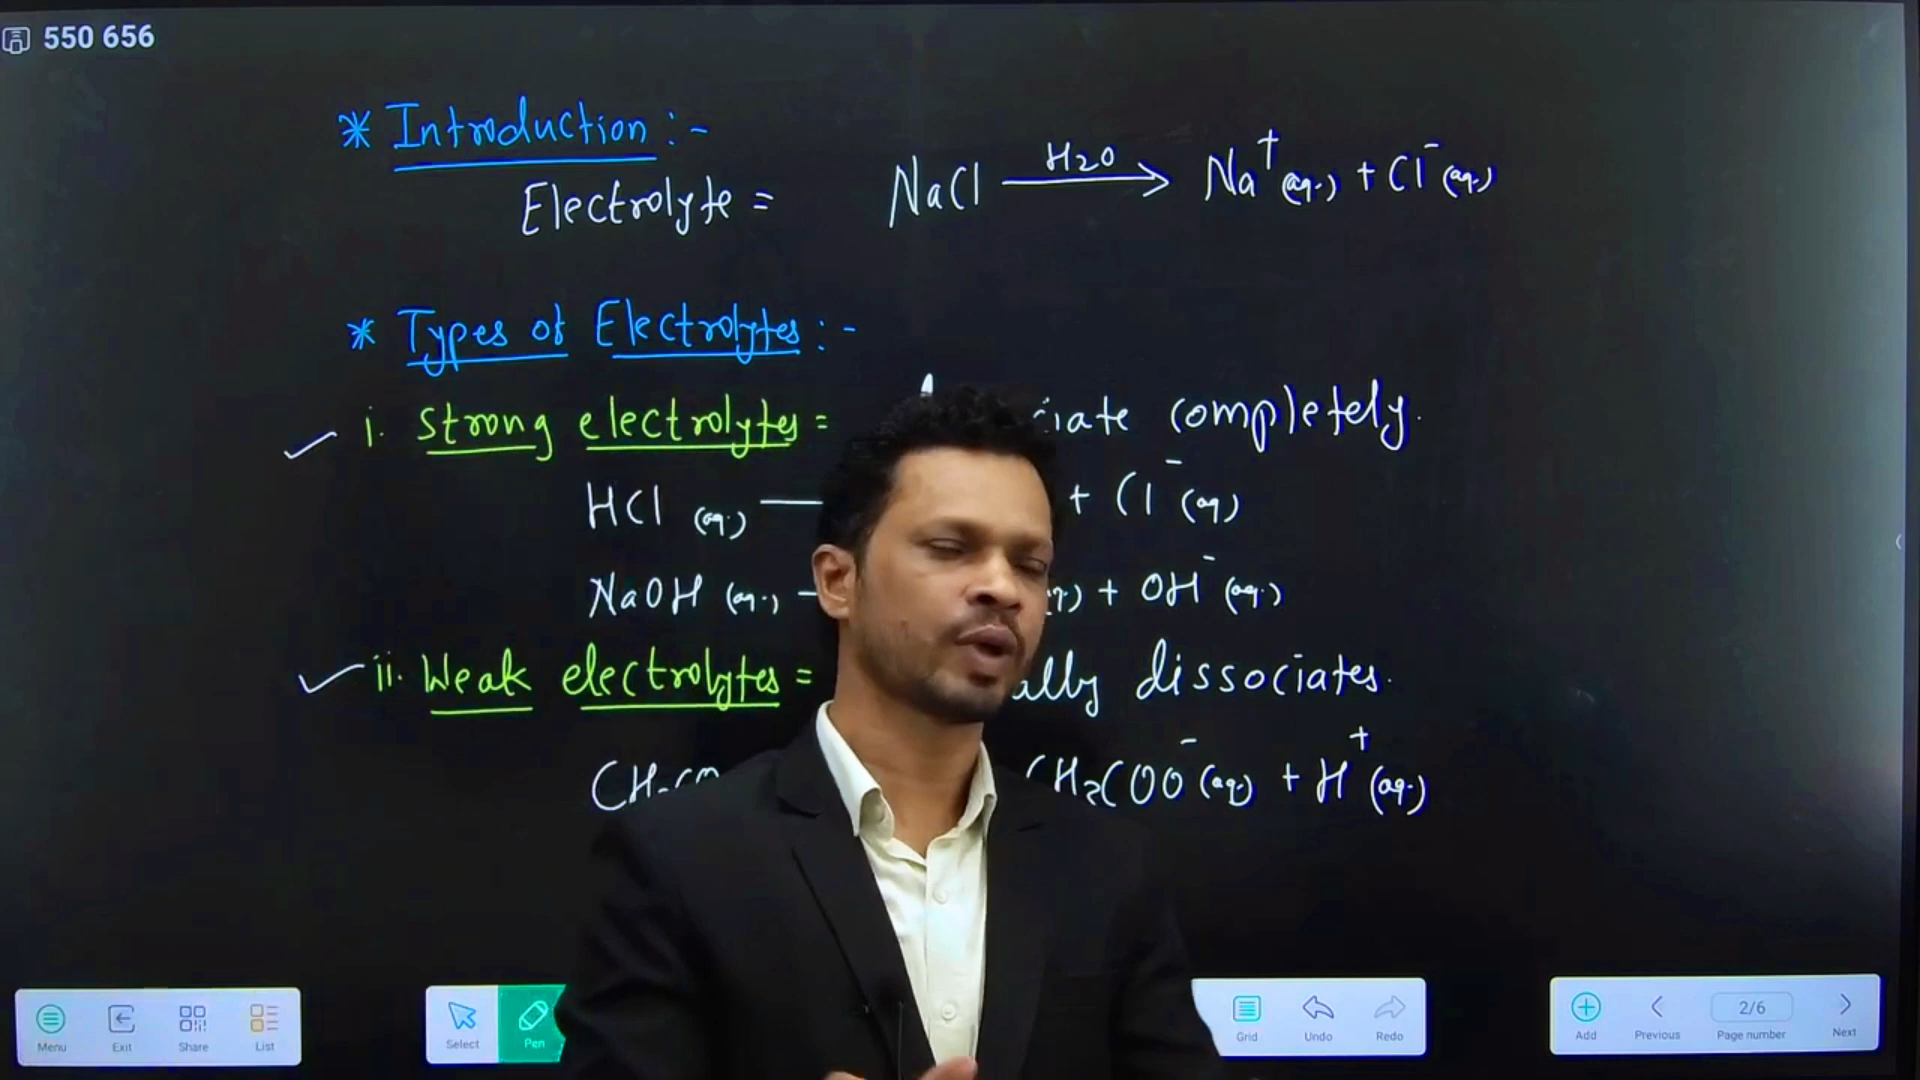 550 656
* Introduction :-
Electrolyte = NaCl H2O → Na+ (aq.) + Cl- (aq.)
* Types of Electrolytes :-
i. Strong electrolytes = completely.
HCl (aq.) + Cl- (aq)
NaOH (aq.) + OH- (aq.)
ii. Weak electrolytes = dissociates.
CH3COO- (aq.) + H+ (aq.)
Menu Exit Share List Select Pen Grid Undo Redo Add Previous 2/6 Page number Next